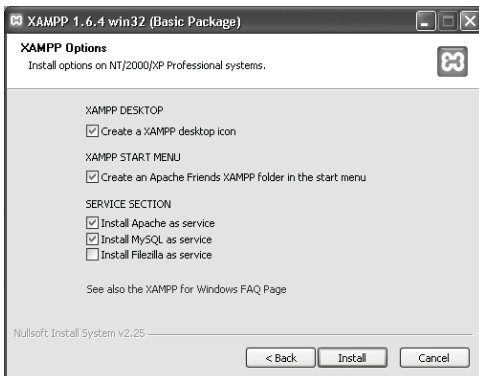 XAMPP 1.6.4 win32 (Basic Package)
XAMPP Options
Install options on NT/2000/XP Professional systems.
XAMPP DESKTOP
Create a XAMPP desktop icon
XAMPP START MENU
Create an Apache Friends XAMPP folder in the start menu
SERVICE SECTION
Install Apache as service
Install MySQL as service
Install Filezilla as service
See also the XAMPP for Windows FAQ Page
Nullsoft Install System v2.25
< Back Install Cancel